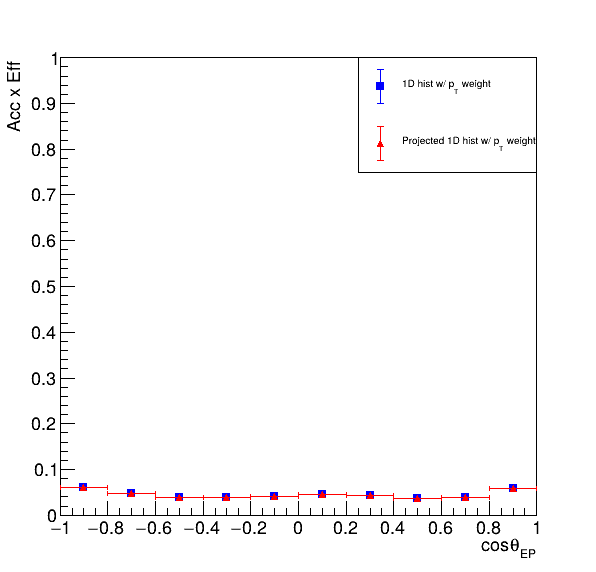 Acc x Eff
1
0.9
0.8
0.7
0.6
0.5
0.4
0.3
0.2
0.1
0
1D hist w/ p_T weight
Projected 1D hist w/ p_T weight
−1 −0.8 −0.6 −0.4 −0.2 0 0.2 0.4 0.6 0.8 1
cosθ_EP